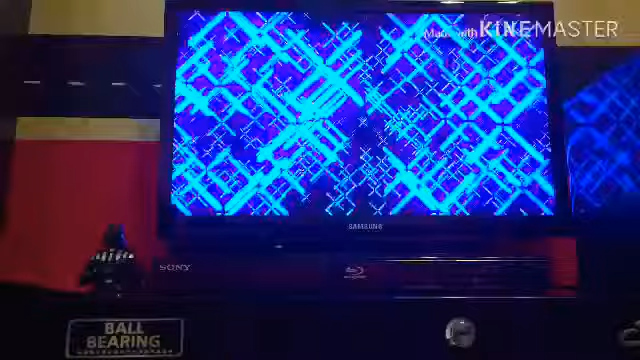 Made with KINEMASTER
SAMSUNG
SONY
BALL
BEARING